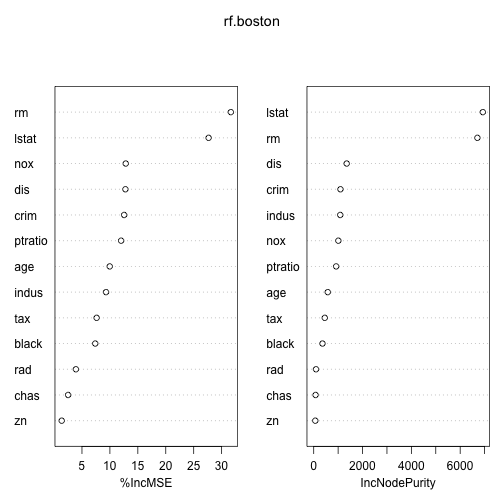 rf.boston
rm
lstat
nox
dis
crim
ptratio
age
indus
tax
black
rad
chas
zn
5 10 15 20 25 30
%IncMSE
lstat
rm
dis
crim
indus
nox
ptratio
age
tax
black
rad
chas
zn
0 2000 4000 6000
IncNodePurity